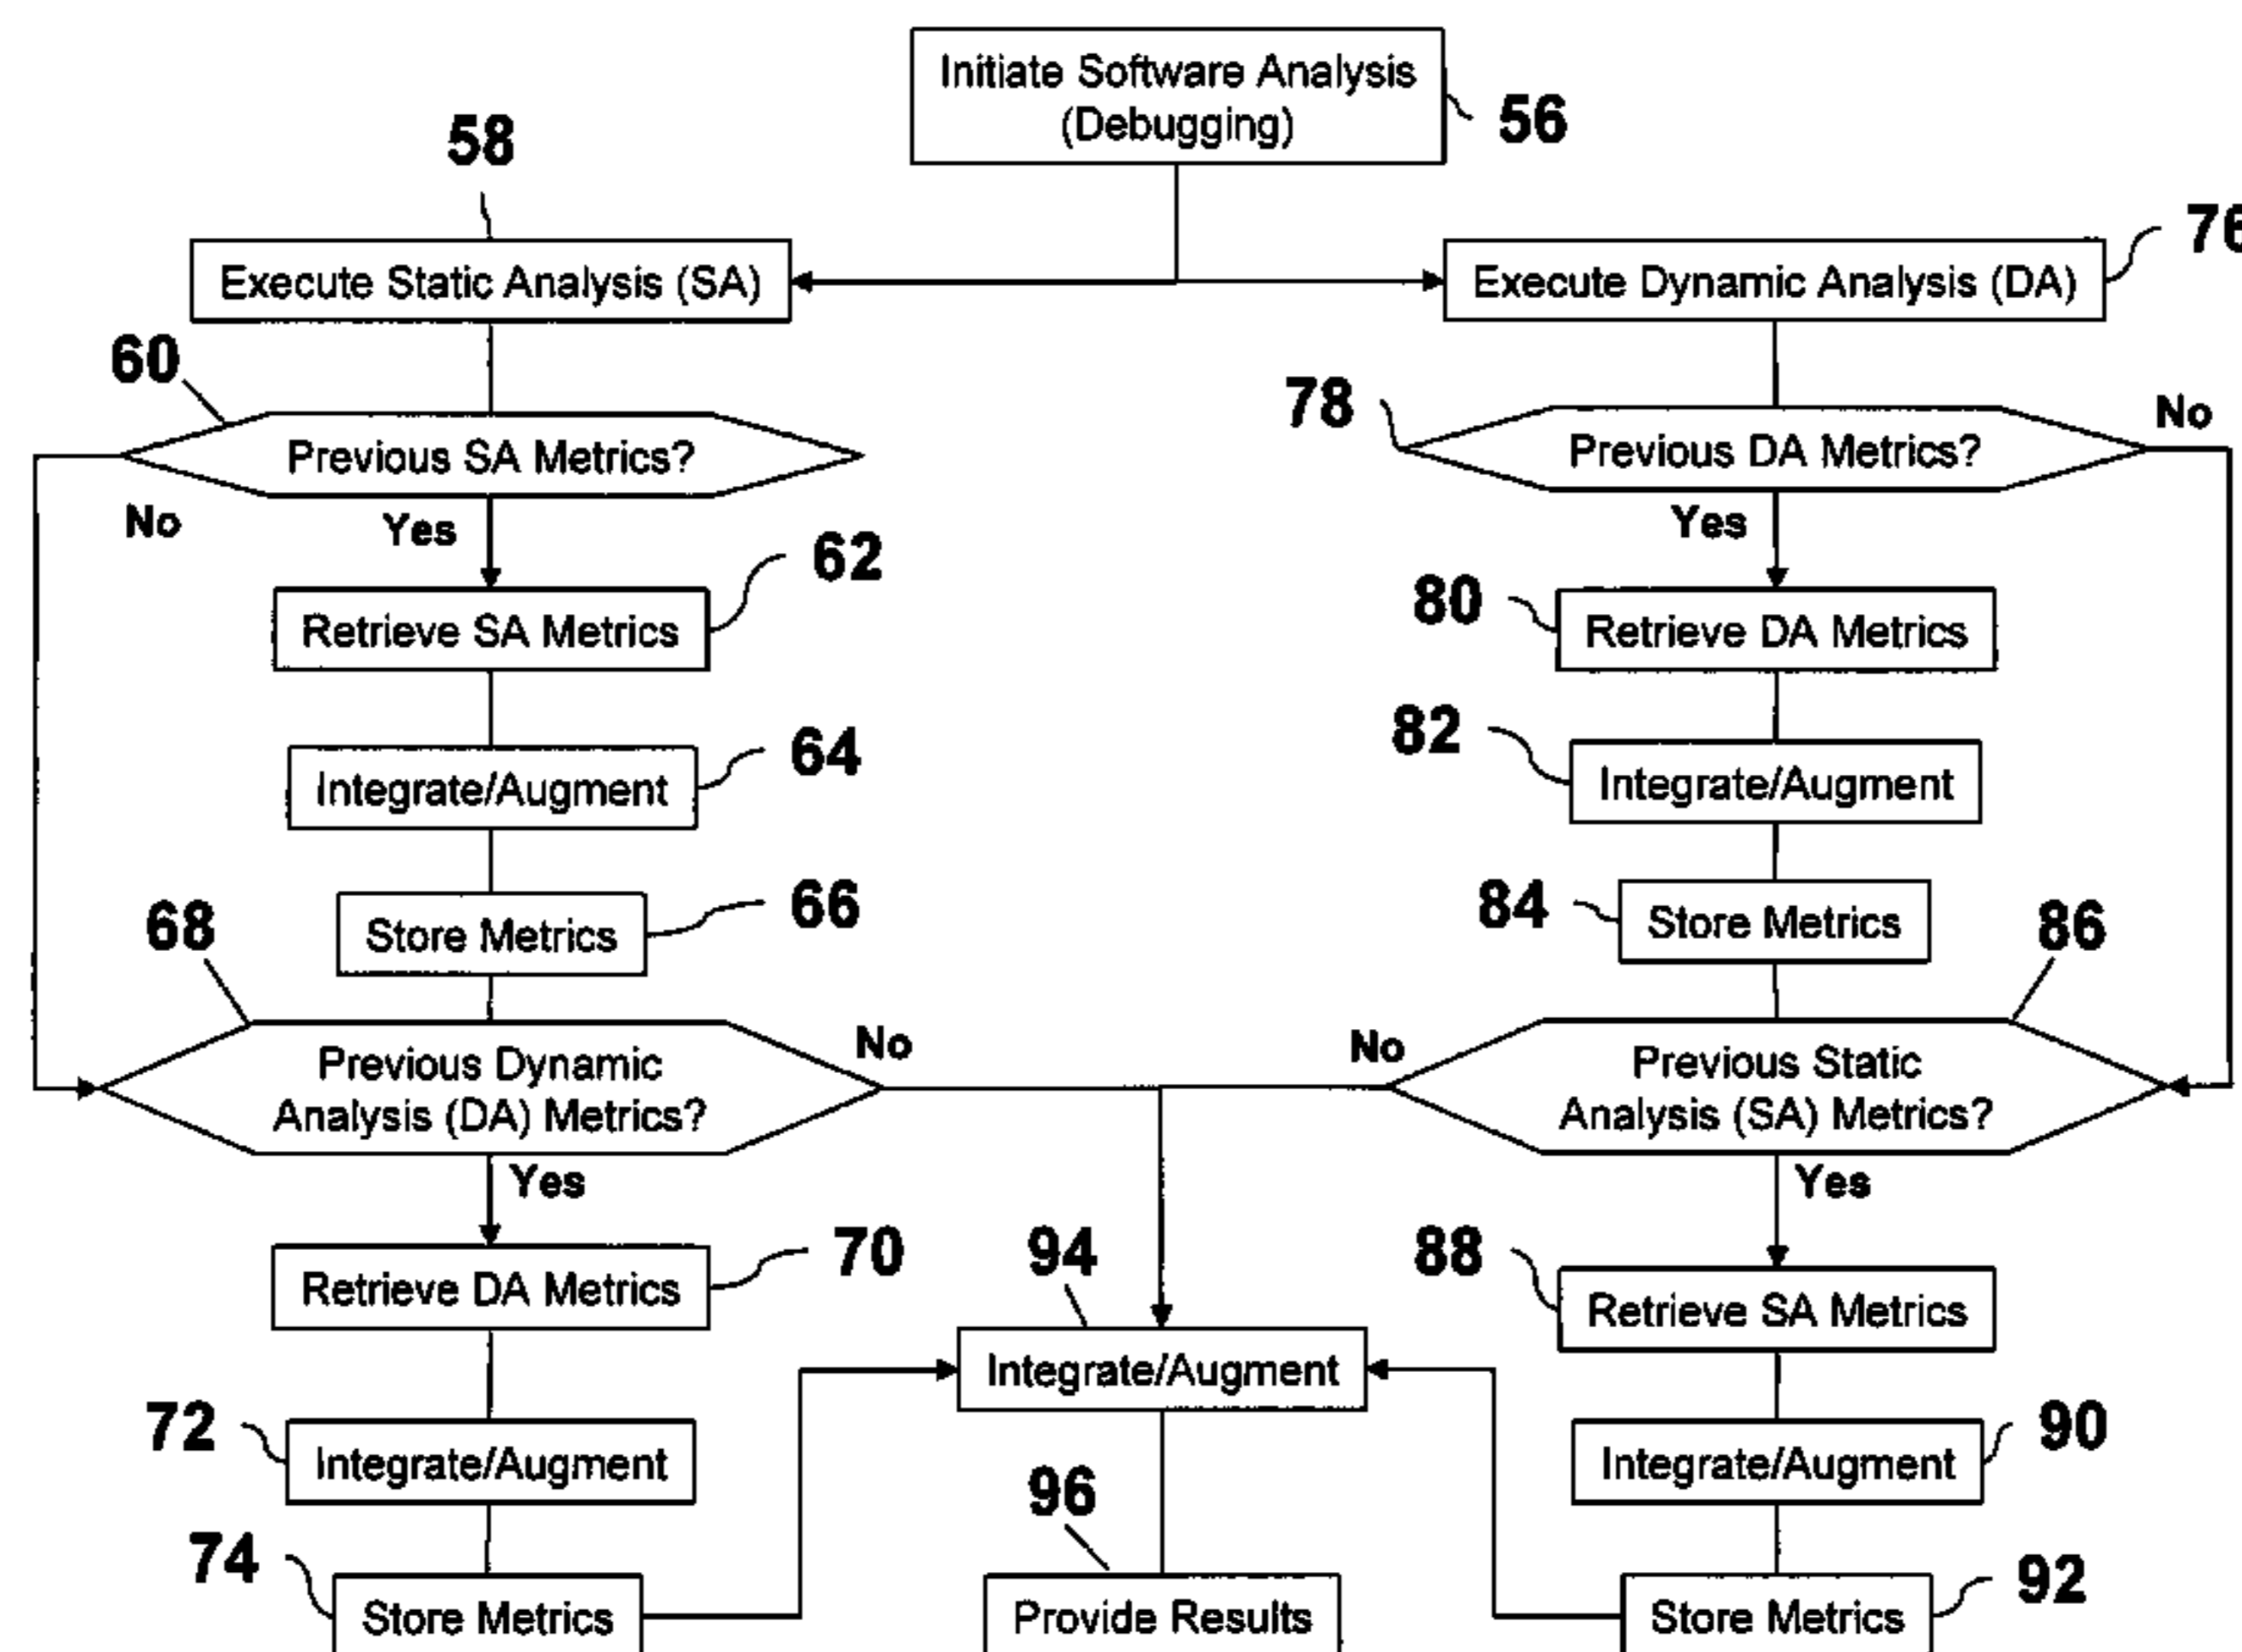 Initiate Software Analysis
(Debugging)
56
58
76
Execute Static Analysis (SA)
Execute Dynamic Analysis (DA)
60
78
No
Previous SA Metrics?
Previous DA Metrics?
No
Yes
Yes
62
80
Retrieve SA Metrics
Retrieve DA Metrics
64
82
Integrate/Augment
Integrate/Augment
66
84
86
68
Store Metrics
Store Metrics
No
No
Previous Dynamic
Analysis (DA) Metrics?
Previous Static
Analysis (SA) Metrics?
Yes
Yes
70
94
88
Retrieve DA Metrics
Retrieve SA Metrics
Integrate/Augment
72
90
Integrate/Augment
Integrate/Augment
96
74
92
Store Metrics
Provide Results
Store Metrics